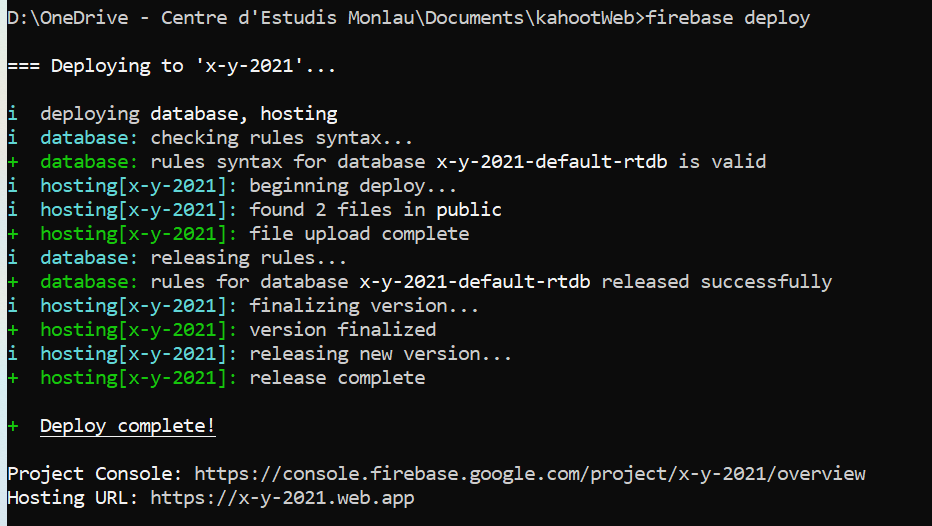 D:\OneDrive - Centre d'Estudis Monlau\Documents\kahootWeb>firebase deploy
=== Deploying to 'x-y-2021'...
i  deploying database, hosting
i  database: checking rules syntax...
+  database: rules syntax for database x-y-2021-default-rtdb is valid
i  hosting[x-y-2021]: beginning deploy...
i  hosting[x-y-2021]: found 2 files in public
+  hosting[x-y-2021]: file upload complete
i  database: releasing rules...
+  database: rules for database x-y-2021-default-rtdb released successfully
i  hosting[x-y-2021]: finalizing version...
+  hosting[x-y-2021]: version finalized
i  hosting[x-y-2021]: releasing new version...
+  hosting[x-y-2021]: release complete
+  Deploy complete!
Project Console: https://console.firebase.google.com/project/x-y-2021/overview
Hosting URL: https://x-y-2021.web.app